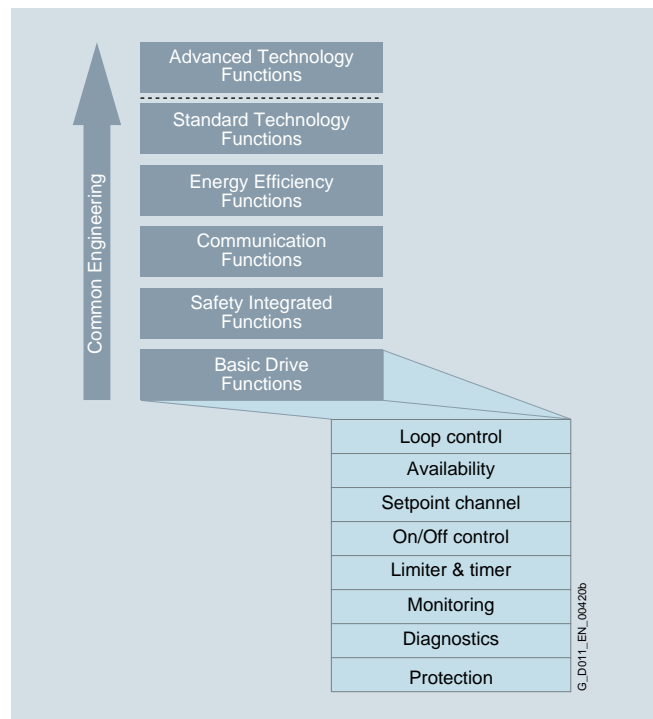 Advanced Technology
Functions
Standard Technology
Functions
Energy Efficiency
Functions
Communication
Functions
Safety Integrated
Functions
Basic Drive
Functions
Common Engineering
Loop control
Availability
Setpoint channel
On/Off control
Limiter & timer
Monitoring
Diagnostics
Protection
G_D011_EN_00420b